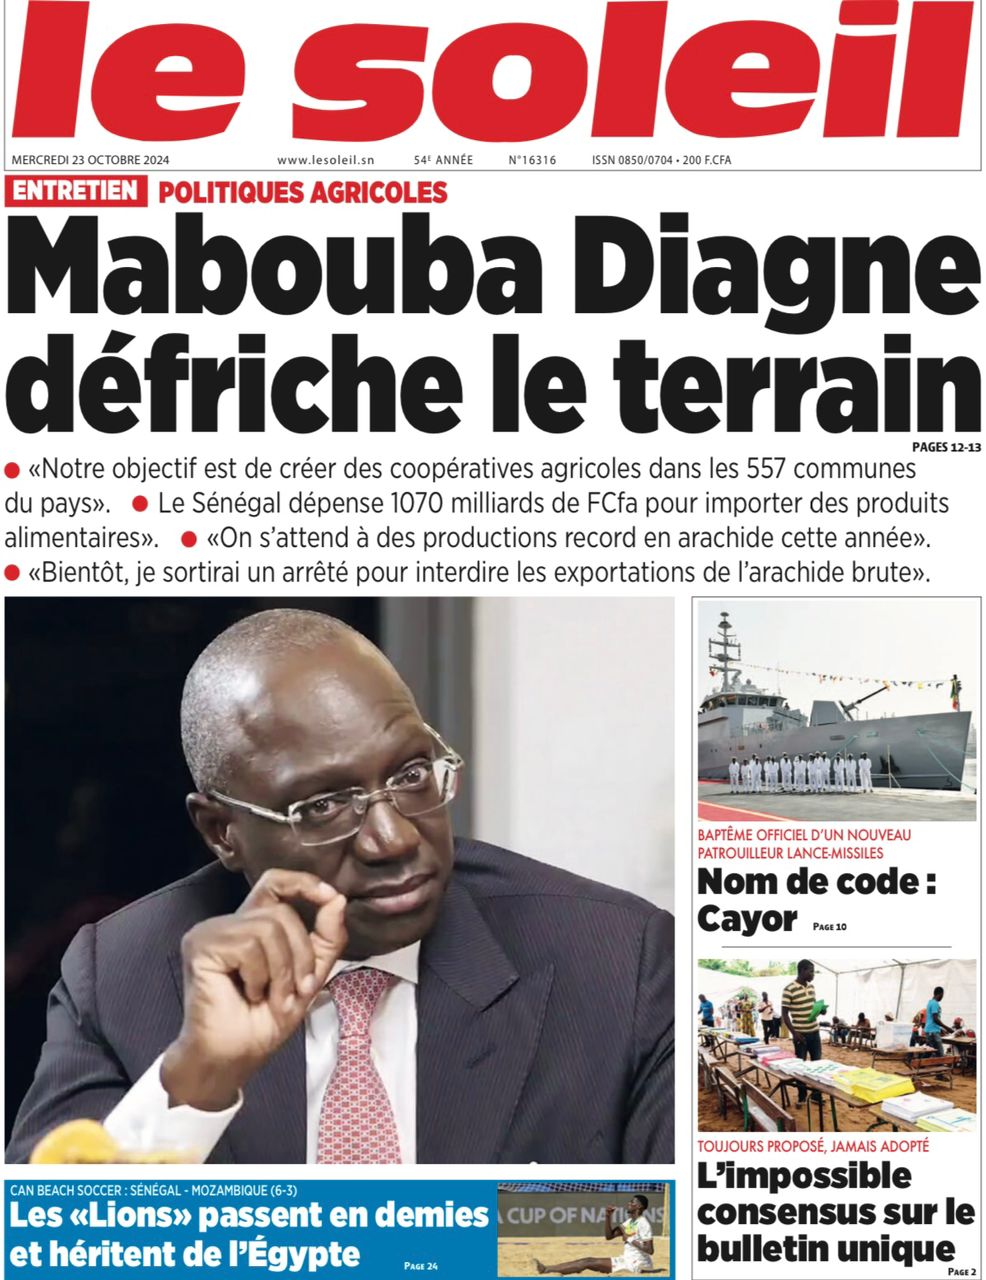 le soleil
MERCREDI 23 OCTOBRE 2024 www.lesoleil.sn 54E ANNÉE N°16316 ISSN 0850/0704 • 200 F.CFA
ENTRETIEN POLITIQUES AGRICOLES
Mabouba Diagne
défriche le terrain
PAGES 12-13
● «Notre objectif est de créer des coopératives agricoles dans les 557 communes
du pays». ● Le Sénégal dépense 1070 milliards de FCfa pour importer des produits
alimentaires». ● «On s’attend à des productions record en arachide cette année».
● «Bientôt, je sortirai un arrêté pour interdire les exportations de l’arachide brute».
BAPTÊME OFFICIEL D’UN NOUVEAU
PATROUILLEUR LANCE-MISSILES
Nom de code :
Cayor PAGE 10
TOUJOURS PROPOSÉ, JAMAIS ADOPTÉ
L’impossible
consensus sur le
bulletin unique
PAGE 2
CAN BEACH SOCCER : SÉNÉGAL - MOZAMBIQUE (6-3)
Les «Lions» passent en demies
et héritent de l’Égypte PAGE 24
CUP OF NATIONS